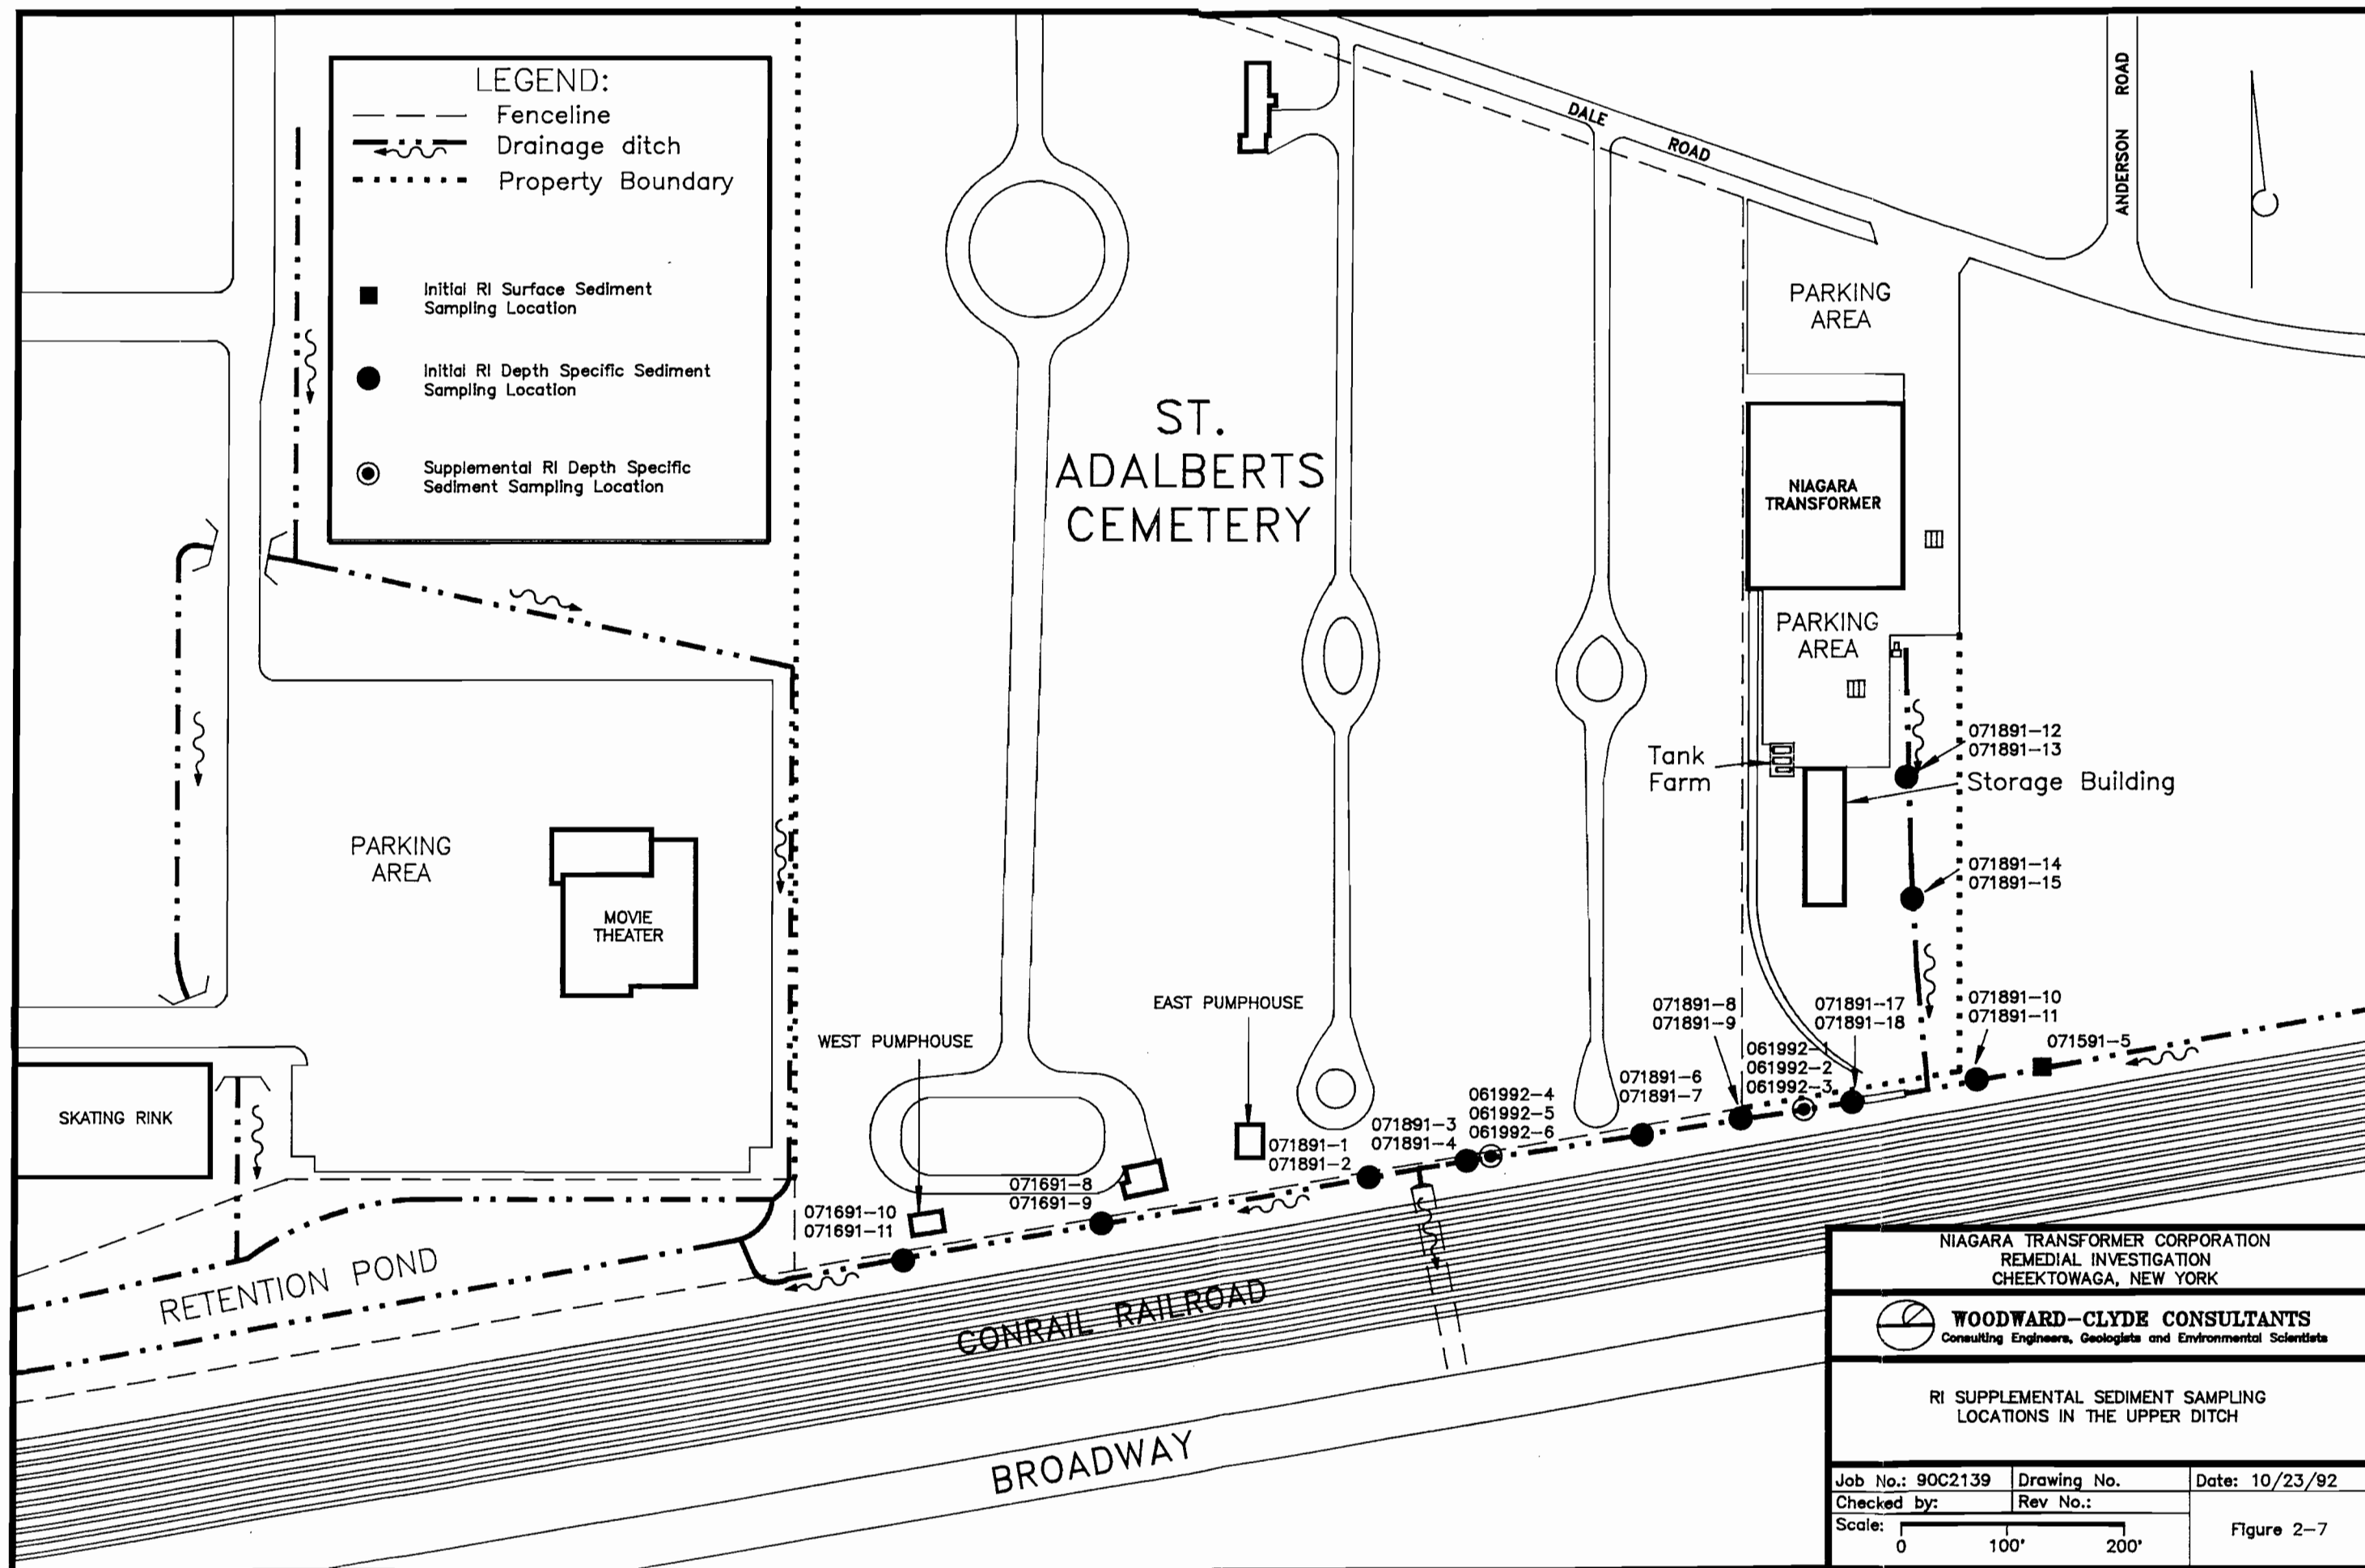 LEGEND:
Fenceline
Drainage ditch
Property Boundary
Initial RI Surface Sediment
Sampling Location
Initial RI Depth Specific Sediment
Sampling Location
Supplemental RI Depth Specific
Sediment Sampling Location
DALE
ROAD
ANDERSON ROAD
PARKING
AREA
ST.
ADALBERTS
CEMETERY
NIAGARA
TRANSFORMER
PARKING
AREA
Tank
Farm
071891-12
071891-13
Storage Building
071891-14
071891-15
PARKING
AREA
MOVIE
THEATER
WEST PUMPHOUSE
EAST PUMPHOUSE
071891-8
071891-9
071891-17
071891-18
071891-10
071891-11
071591-5
061992-1
061992-2
061992-3
071891-6
071891-7
061992-4
061992-5
061992-6
071891-3
071891-4
071891-1
071891-2
SKATING RINK
071691-8
071691-9
071691-10
071691-11
RETENTION POND
CONRAIL RAILROAD
BROADWAY
NIAGARA TRANSFORMER CORPORATION
REMEDIAL INVESTIGATION
CHEEKTOWAGA, NEW YORK
WOODWARD-CLYDE CONSULTANTS
Consulting Engineers, Geologists and Environmental Scientists
RI SUPPLEMENTAL SEDIMENT SAMPLING
LOCATIONS IN THE UPPER DITCH
Job No.: 90C2139 Drawing No. Date: 10/23/92
Checked by: Rev No.:
Scale:
0 100' 200'
Figure 2-7